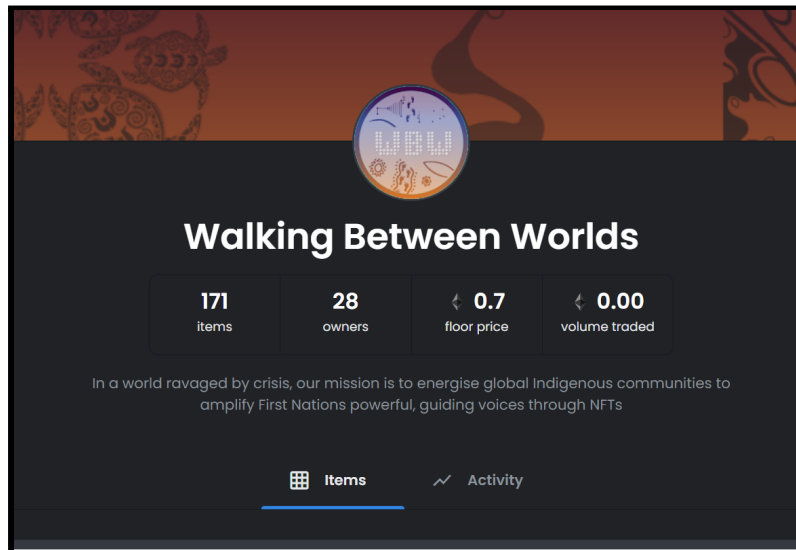 WBW
Walking Between Worlds
171
items
28
owners
0.7
floor price
0.00
volume traded
In a world ravaged by crisis, our mission is to energise global Indigenous communities to
amplify First Nations powerful, guiding voices through NFTs
Items
Activity